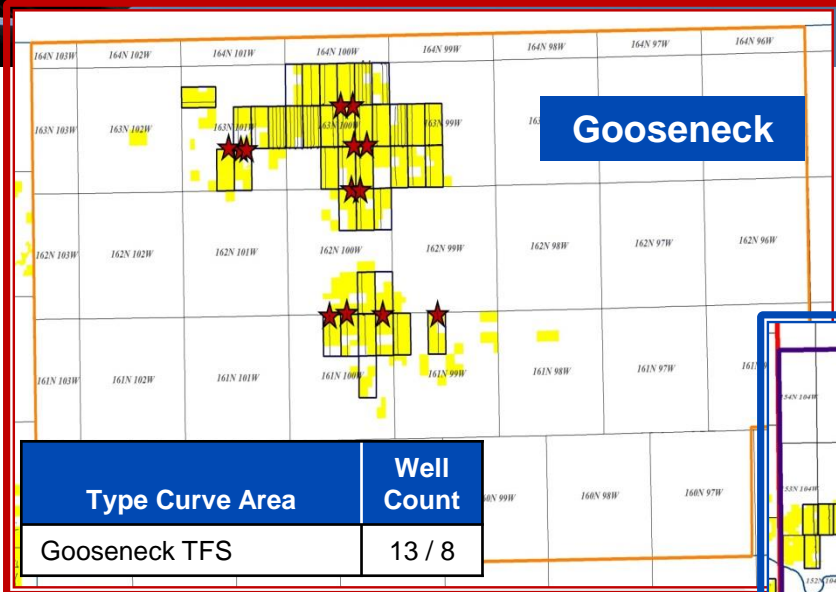 164N 103W 164N 102W 164N 101W 164N 100W 164N 99W 164N 98W 164N 97W 164N 96W
Gooseneck
163N 103W 163N 102W 163N 101W 163N 100W 163N 99W
162N 103W 162N 102W 162N 101W 162N 100W 162N 99W 162N 98W 162N 97W 162N 96W
161N 103W 161N 102W 161N 101W 161N 100W 161N 99W 161N 98W 161N 97W
154N 104W
Type Curve Area Well Count
160N 98W 160N 97W
153N 104W
Gooseneck TFS 13 / 8